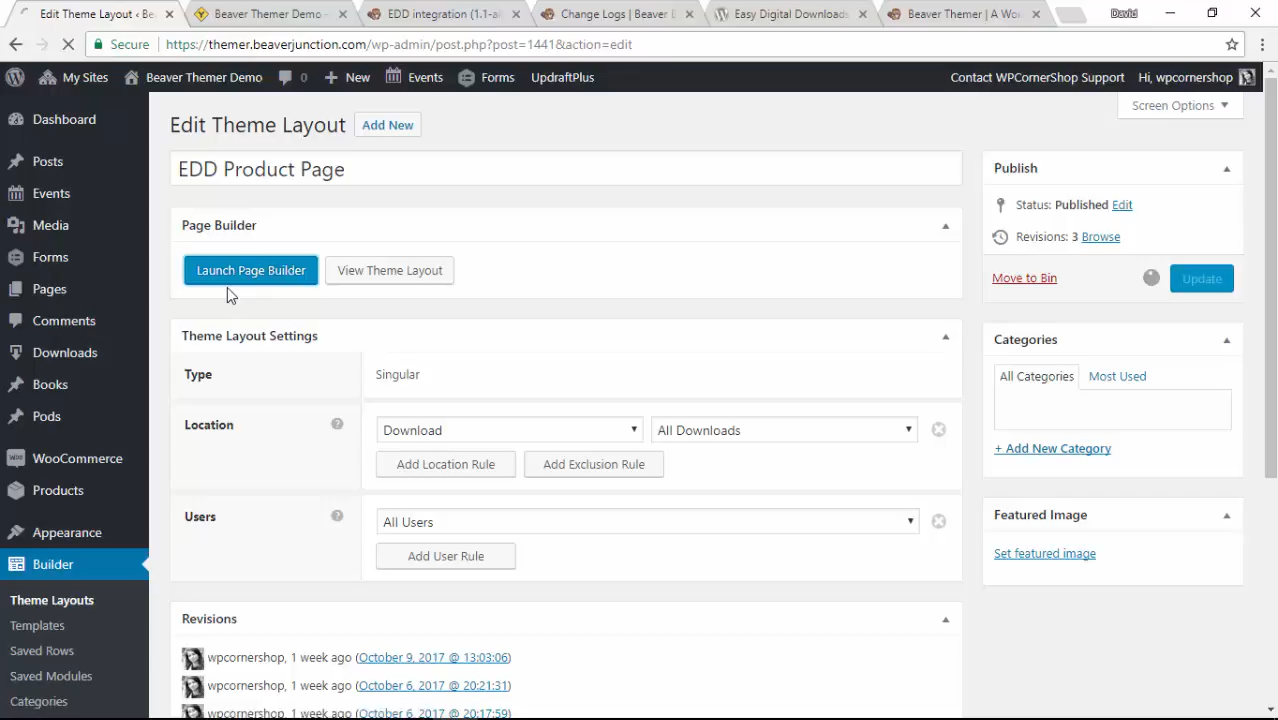 Edit Theme Layout ‹ Be
Beaver Themer Demo –
EDD integration (1.1-al
Change Logs | Beaver
Easy Digital Downloads
Beaver Themer | A Wo
David
Secure
https://themer.beaverjunction.com/wp-admin/post.php?post=1441&action=edit
My Sites
Beaver Themer Demo
0
New
Events
Forms
UpdraftPlus
Contact WPCornerShop Support
Hi, wpcornershop
Screen Options
Dashboard
Posts
Events
Media
Forms
Pages
Comments
Downloads
Books
Pods
WooCommerce
Products
Appearance
Builder
Theme Layouts
Templates
Saved Rows
Saved Modules
Categories
Edit Theme Layout
Add New
EDD Product Page
Page Builder
Launch Page Builder
View Theme Layout
Theme Layout Settings
Type
Singular
Location
?
Download
All Downloads
Add Location Rule
Add Exclusion Rule
Users
?
All Users
Add User Rule
Revisions
wpcornershop, 1 week ago (October 9, 2017 @ 13:03:06)
wpcornershop, 1 week ago (October 6, 2017 @ 20:21:31)
wpcornershop, 1 week ago (October 6, 2017 @ 20:17:59)
Publish
Status: Published Edit
Revisions: 3 Browse
Move to Bin
Update
Categories
All Categories
Most Used
+ Add New Category
Featured Image
Set featured image